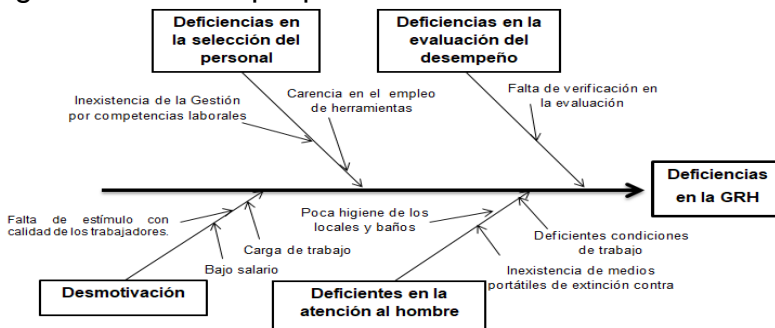 Deficiencias en
la selección del
personal
Deficiencias en la
evaluación del
desempeño
Inexistencia de la Gestión
por competencias laborales
Carencia en el empleo
de herramientas
Falta de verificación en
la evaluación
Deficiencias
en la GRH
Falta de estímulo con
calidad de los trabajadores.
Bajo salario
Carga de trabajo
Poca higiene de los
locales y baños
Deficientes condiciones
de trabajo
Inexistencia de medios
portátiles de extinción contra
Desmotivación
Deficientes en la
atención al hombre